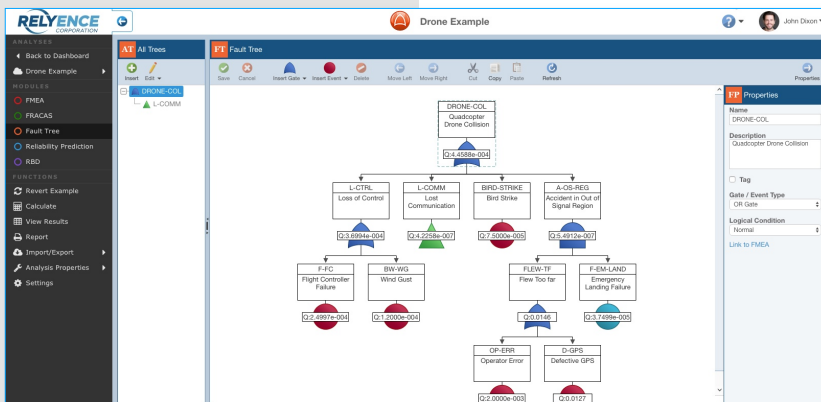 RELYENCE
CORPORATION
Drone Example
?
John Dixon
ANALYSES
Back to Dashboard
Drone Example
MODULES
FMEA
FRACAS
Fault Tree
Reliability Prediction
RBD
FUNCTIONS
Revert Example
Calculate
View Results
Report
Import/Export
Analysis Properties
Settings
AT All Trees
Insert Edit
DRONE-COL
L-COMM
FT Fault Tree
Save Cancel Insert Gate Insert Event Delete Move Left Move Right Cut Copy Paste Refresh Properties
DRONE-COL
Quadcopter
Drone Collision
Q:4.4588e-004
L-CTRL
Loss of Control
Q:3.6994e-004
L-COMM
Lost
Communication
Q:4.2258e-007
BIRD-STRIKE
Bird Strike
Q:7.5000e-005
A-OS-REG
Accident in Out of
Signal Region
Q:5.4912e-007
F-FC
Flight Controller
Failure
Q:2.4997e-004
BW-WG
Wind Gust
Q:1.2000e-004
FLEW-TF
Flew Too far
Q:0.0146
F-EM-LAND
Emergency
Landing Failure
Q:3.7499e-005
OP-ERR
Operator Error
Q:2.0000e-003
D-GPS
Defective GPS
Q:0.0127
FP Properties
Name
DRONE-COL
Description
Quadcopter Drone Collision
Tag
Gate / Event Type
OR Gate
Logical Condition
Normal
Link to FMEA